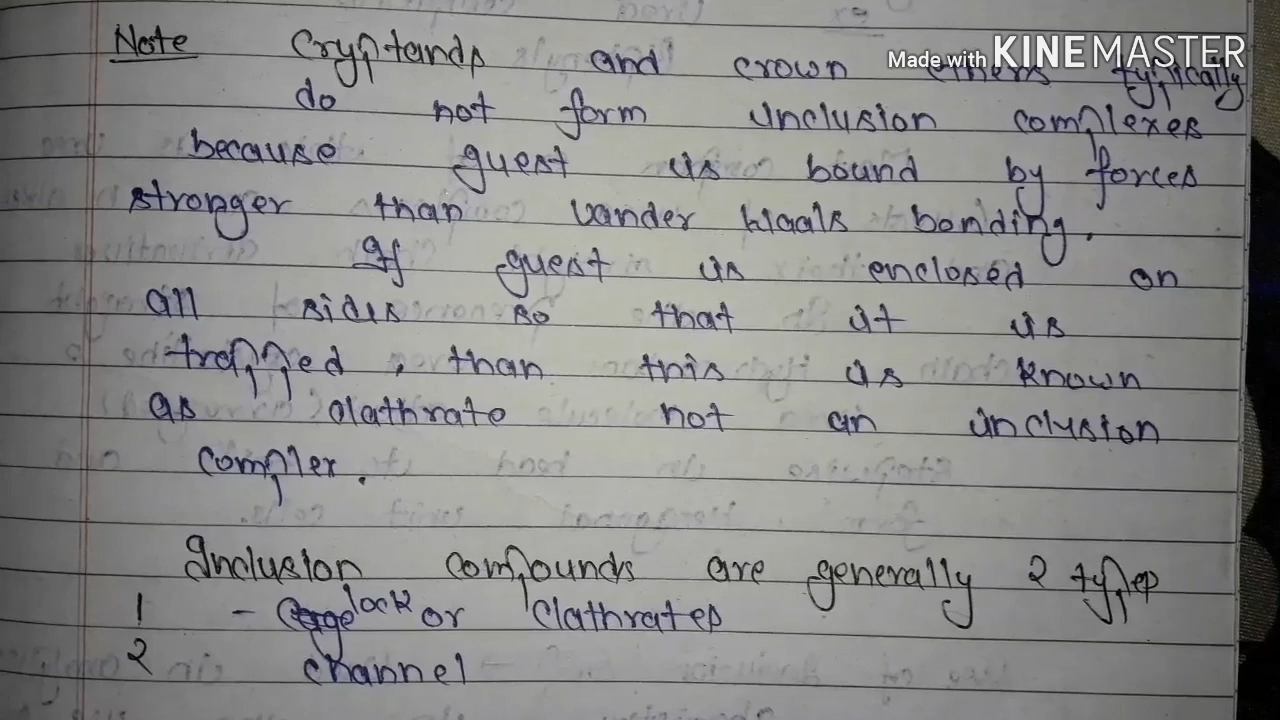 Made with KINEMASTER
Note Cryptands and crown ethers typically
do not form inclusion complexes
because guest is bound by forces
stronger than vander Waals bonding.
If guest is enclosed on
all sides so that it is
trapped, than this is known
as clathrate not an inclusion
complex.
Inclusion compounds are generally 2 types
1 - lock or clathrates
2 channel